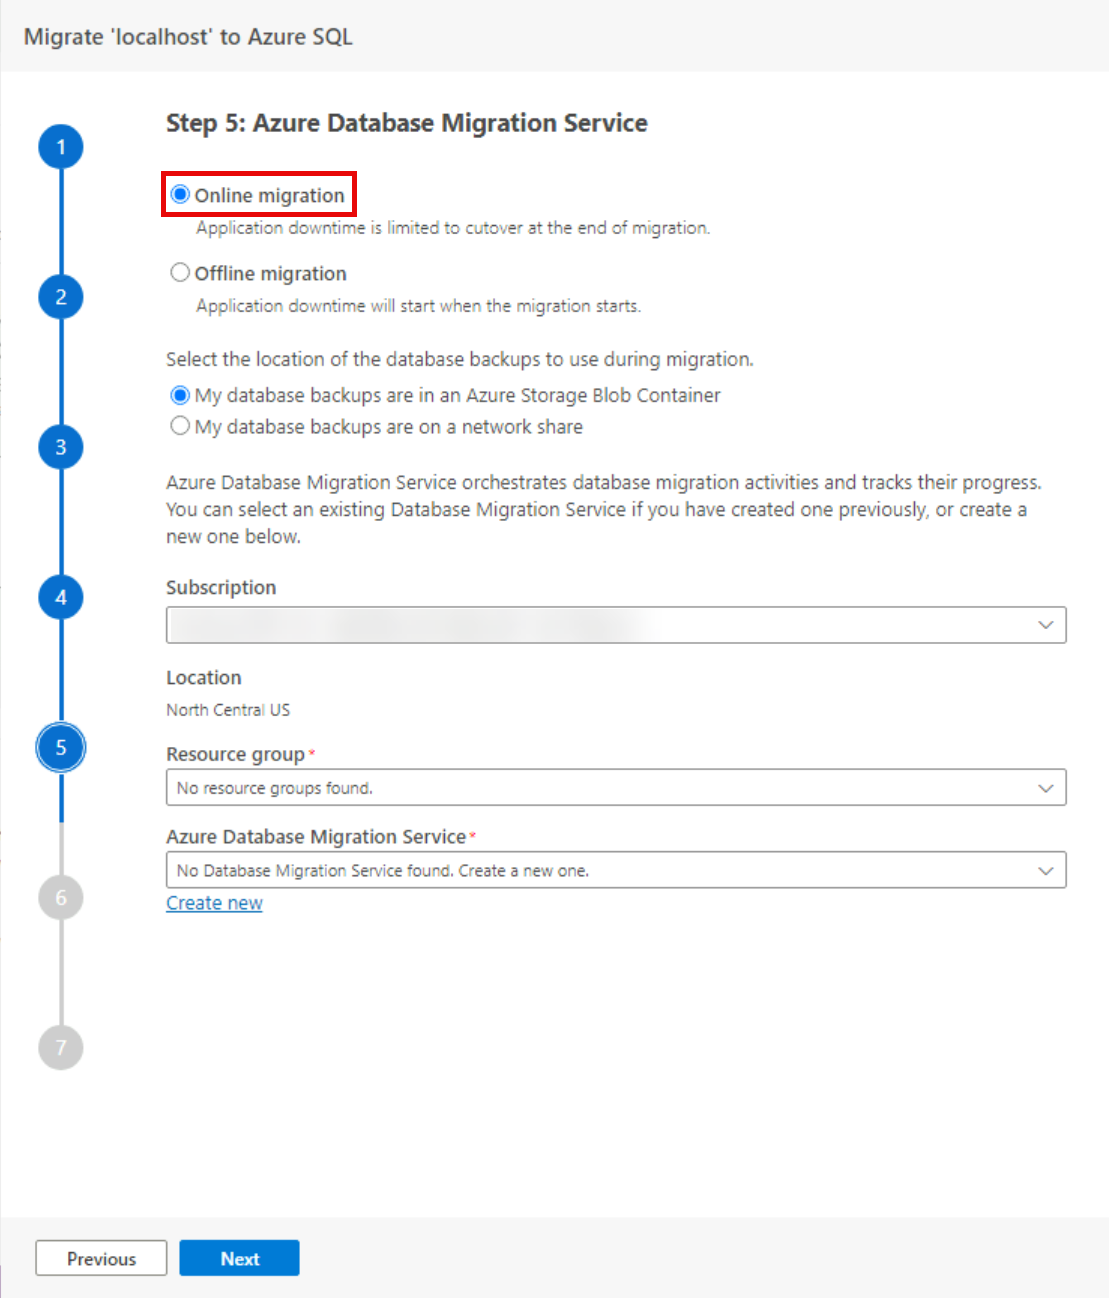 Migrate 'localhost' to Azure SQL
Step 5: Azure Database Migration Service
1
Online migration
Application downtime is limited to cutover at the end of migration.
Offline migration
2
Application downtime will start when the migration starts.
Select the location of the database backups to use during migration.
My database backups are in an Azure Storage Blob Container
My database backups are on a network share
3
Azure Database Migration Service orchestrates database migration activities and tracks their progress.
You can select an existing Database Migration Service if you have created one previously, or create a
new one below.
Subscription
4
Location
North Central US
5
Resource group *
No resource groups found.
Azure Database Migration Service *
No Database Migration Service found. Create a new one.
6
Create new
7
Previous
Next